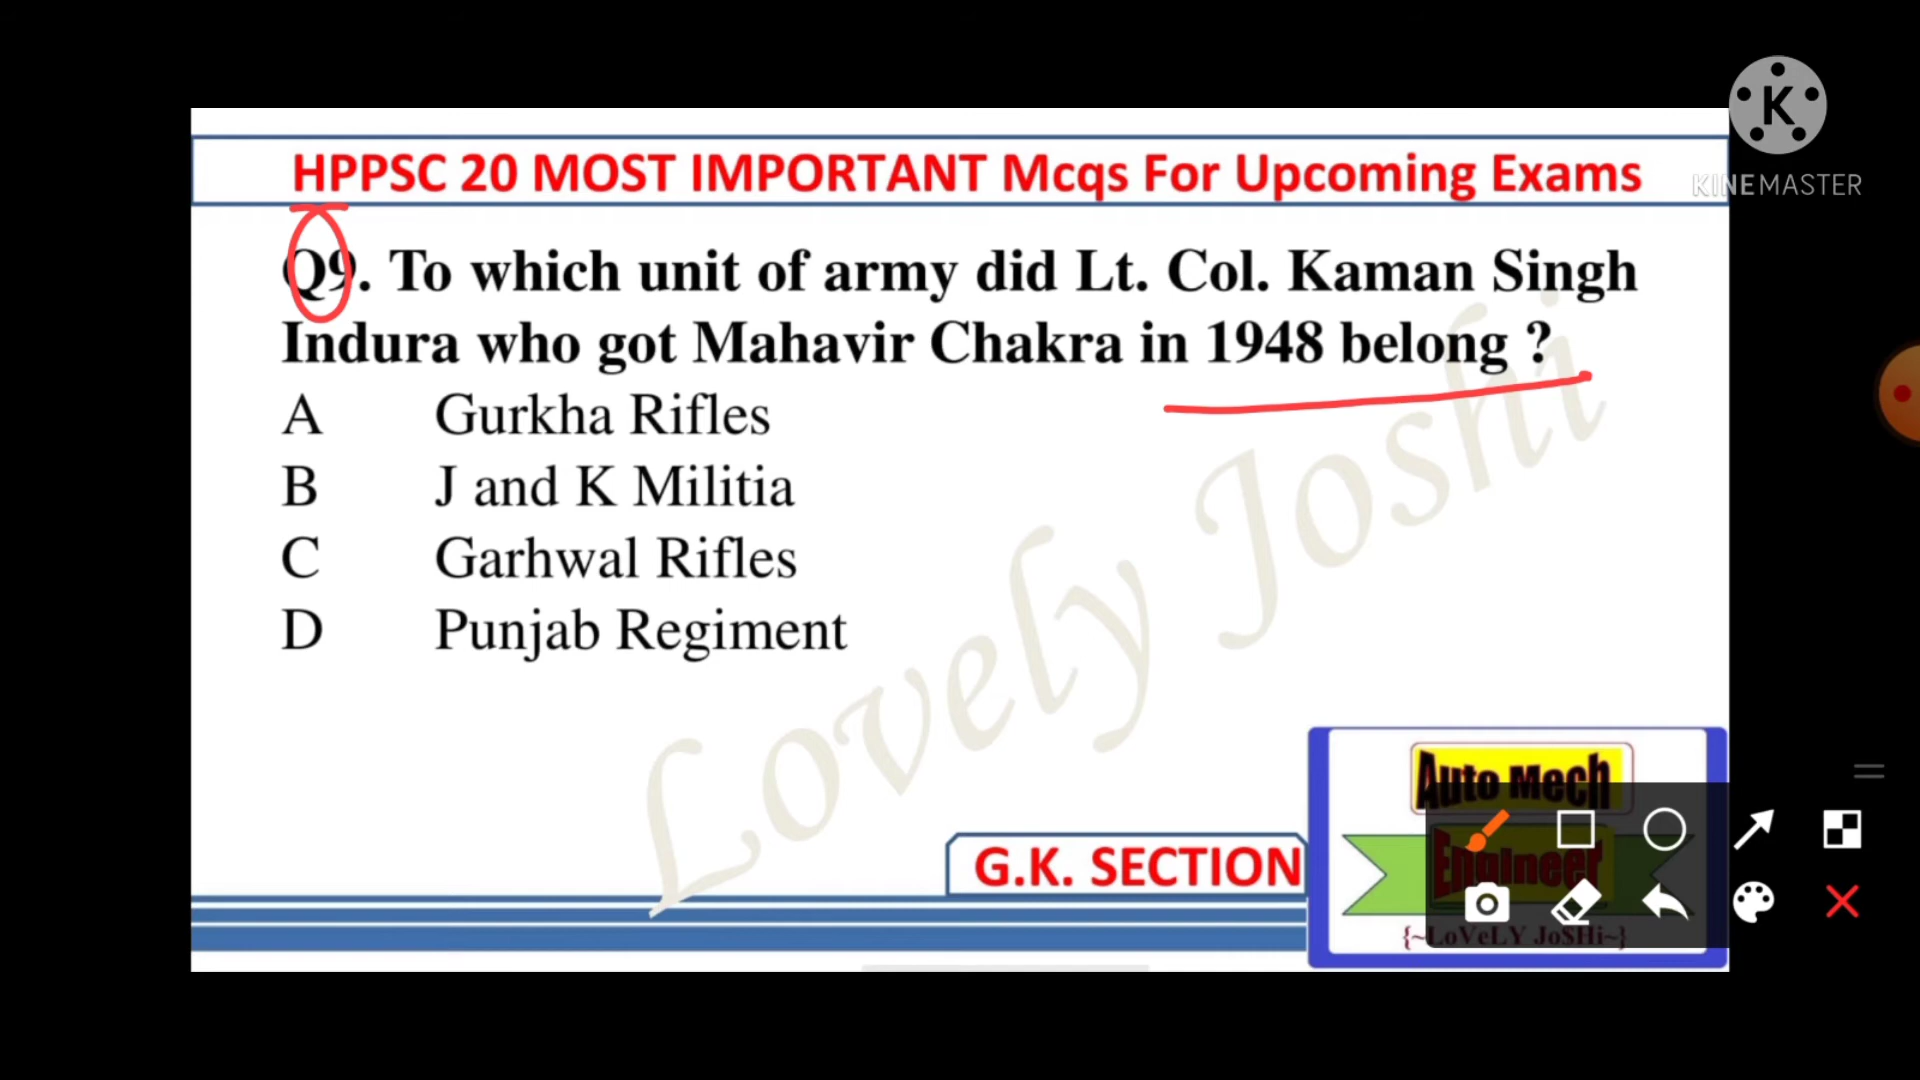 K
KINEMASTER
HPPSC 20 MOST IMPORTANT Mcqs For Upcoming Exams
Q9. To which unit of army did Lt. Col. Kaman Singh
Indura who got Mahavir Chakra in 1948 belong ?
A Gurkha Rifles
B J and K Militia
C Garhwal Rifles
D Punjab Regiment
Lovely Joshi
G.K. SECTION
Auto Mech
Engineer
{~LoVeLY JoSHi~}